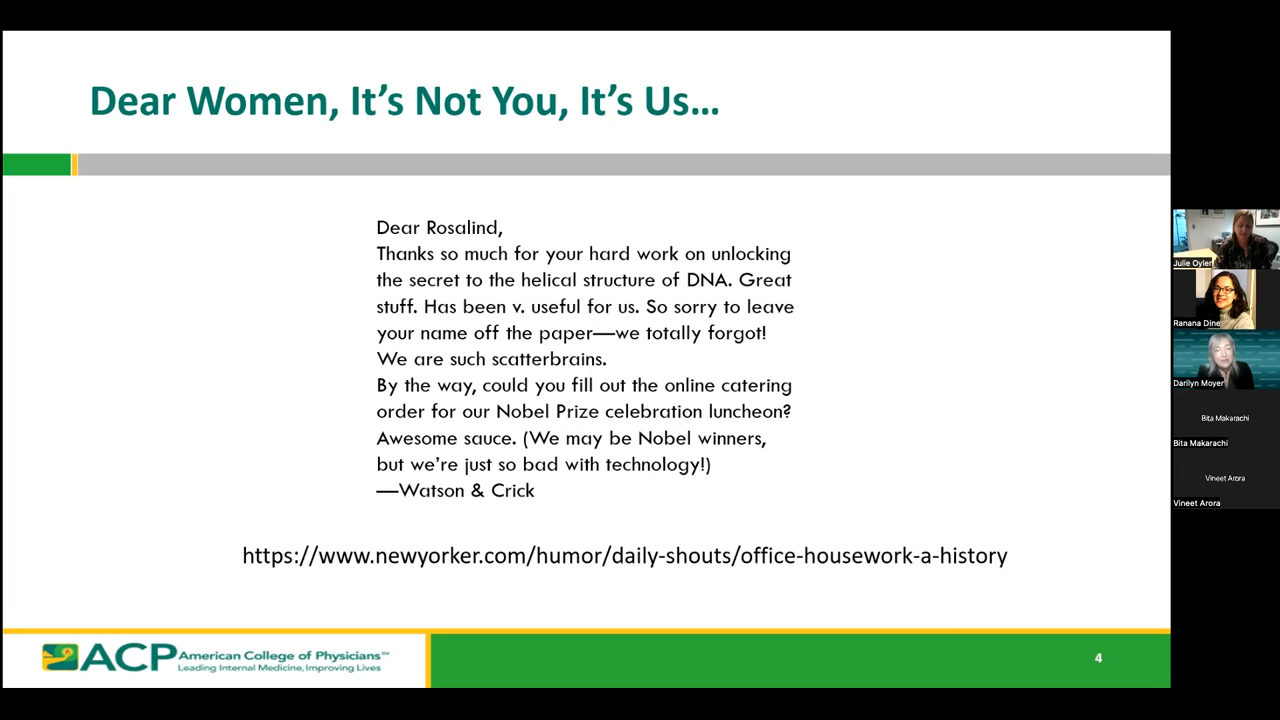 Dear Women, It's Not You, It's Us...
Dear Rosalind,
Thanks so much for your hard work on unlocking
the secret to the helical structure of DNA. Great
stuff. Has been v. useful for us. So sorry to leave
your name off the paper—we totally forgot!
We are such scatterbrains.
By the way, could you fill out the online catering
order for our Nobel Prize celebration luncheon?
Awesome sauce. (We may be Nobel winners,
but we're just so bad with technology!)
—Watson & Crick
https://www.newyorker.com/humor/daily-shouts/office-housework-a-history
ACP American College of Physicians℠
Leading Internal Medicine, Improving Lives
4
Julie Oyler
Ranana Dine
Darilyn Moyer
Bita Makarachi
Bita Makarachi
Vineet Arora
Vineet Arora